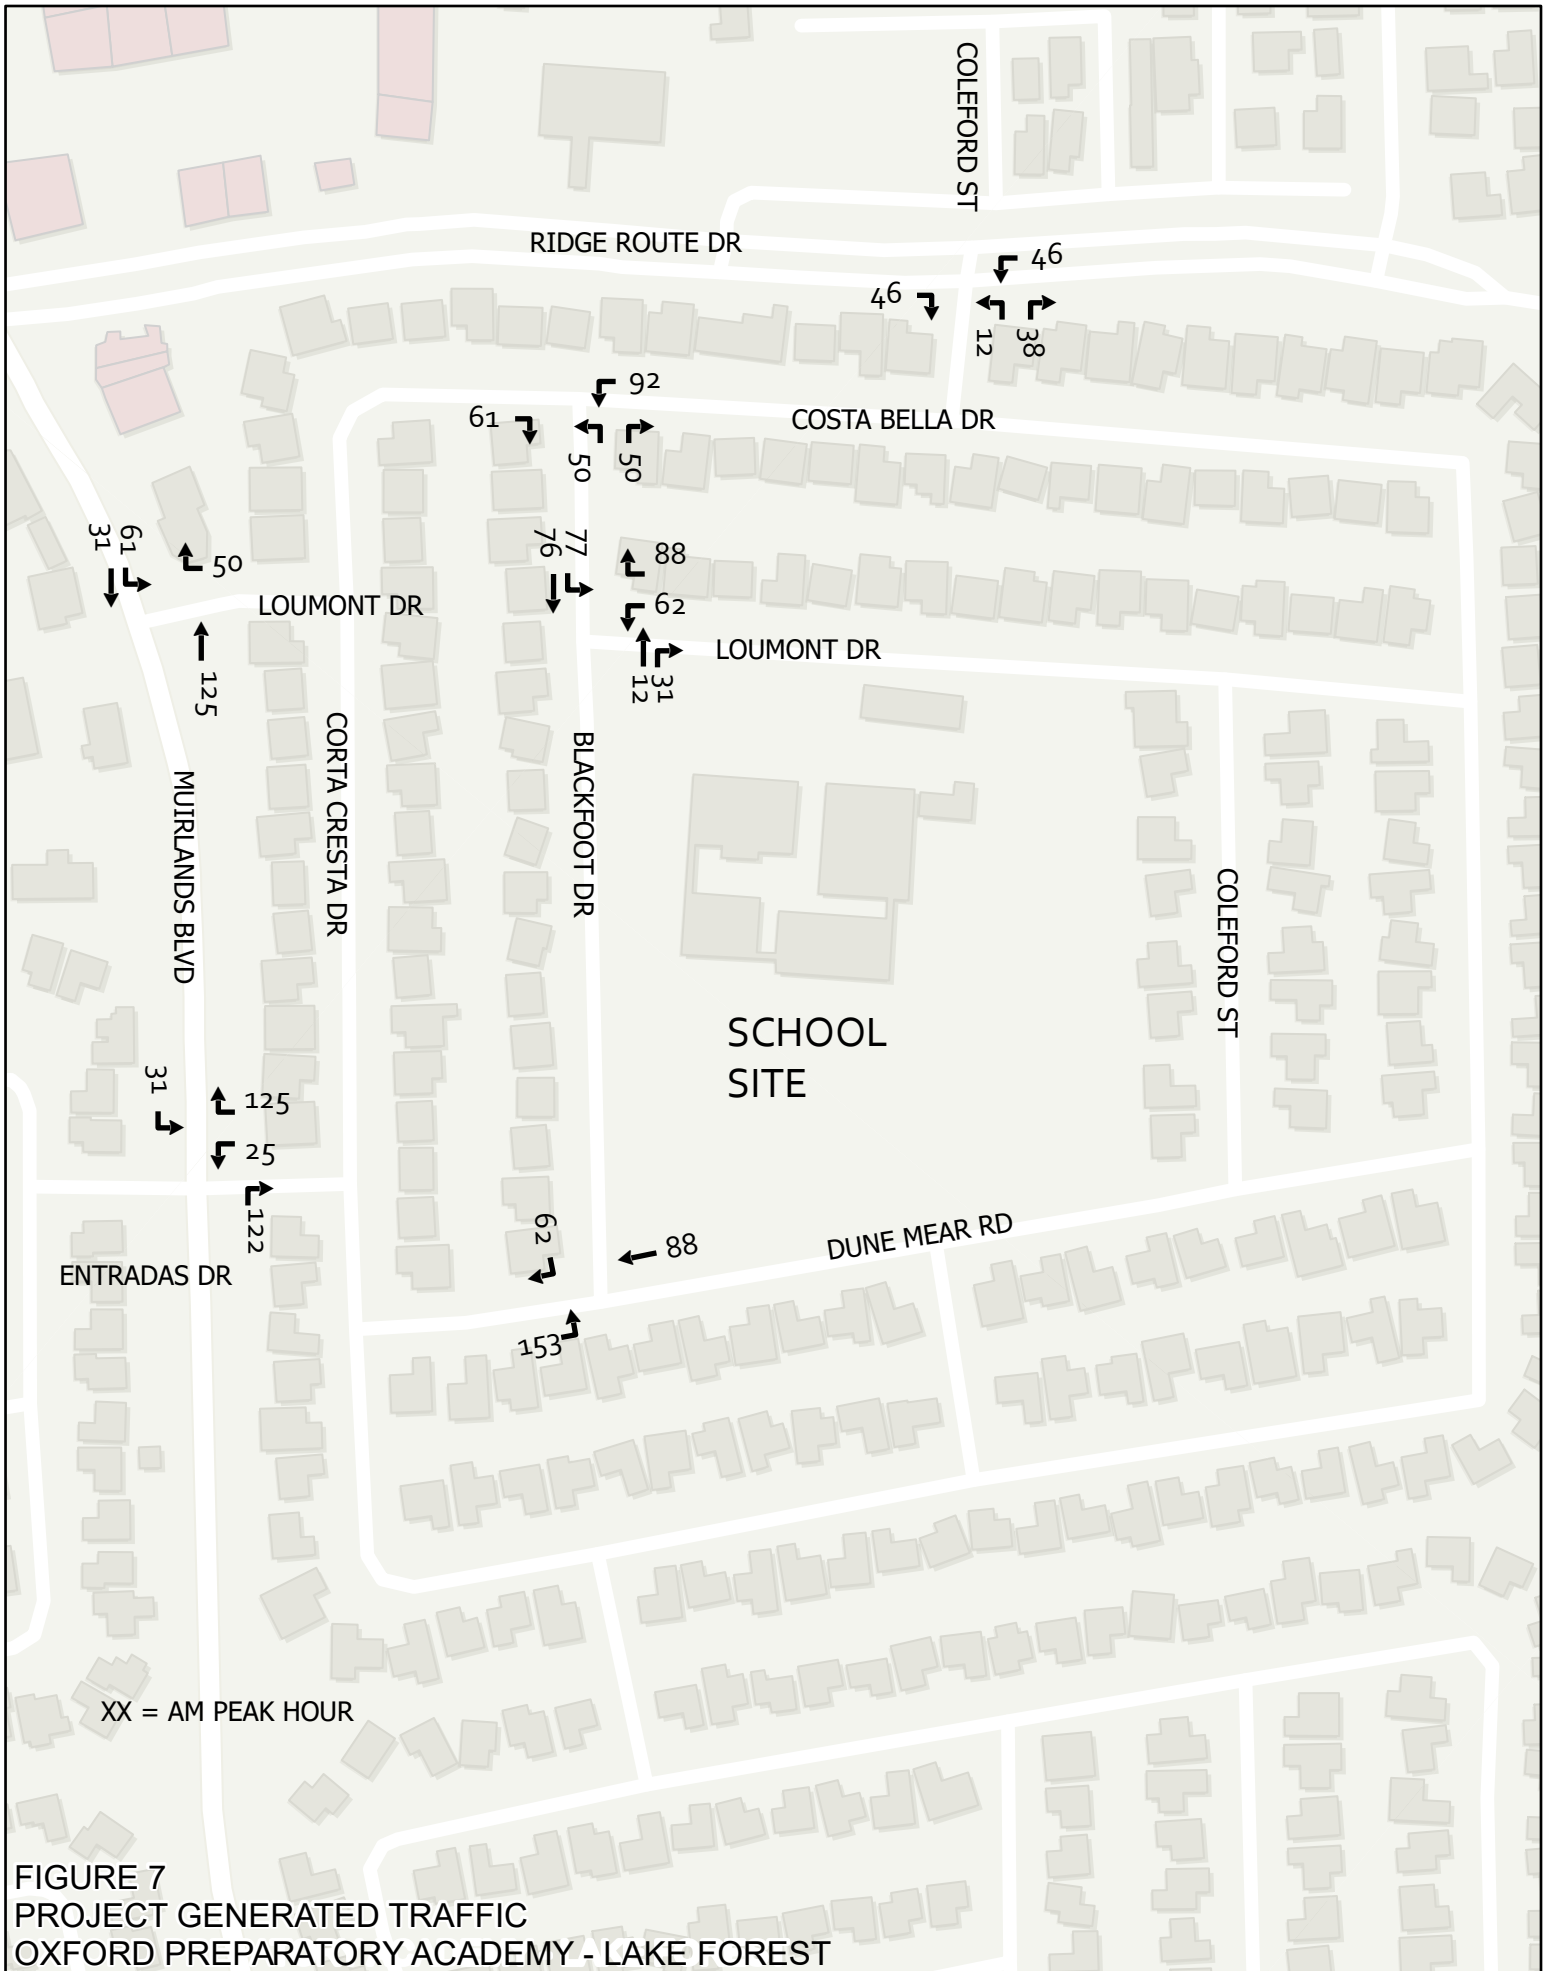 COLEFORD ST
RIDGE ROUTE DR
46
46
12
38
92
61
COSTA BELLA DR
50
50
31
61
50
76
77
88
62
LOUMONT DR
LOUMONT DR
125
12
31
CORTA CRESTA DR
BLACKFOOT DR
MUIRLANDS BLVD
COLEFORD ST
SCHOOL
SITE
31
125
25
122
62
88
DUNE MEAR RD
ENTRADAS DR
153
XX = AM PEAK HOUR
FIGURE 7
PROJECT GENERATED TRAFFIC
OXFORD PREPARATORY ACADEMY - LAKE FOREST